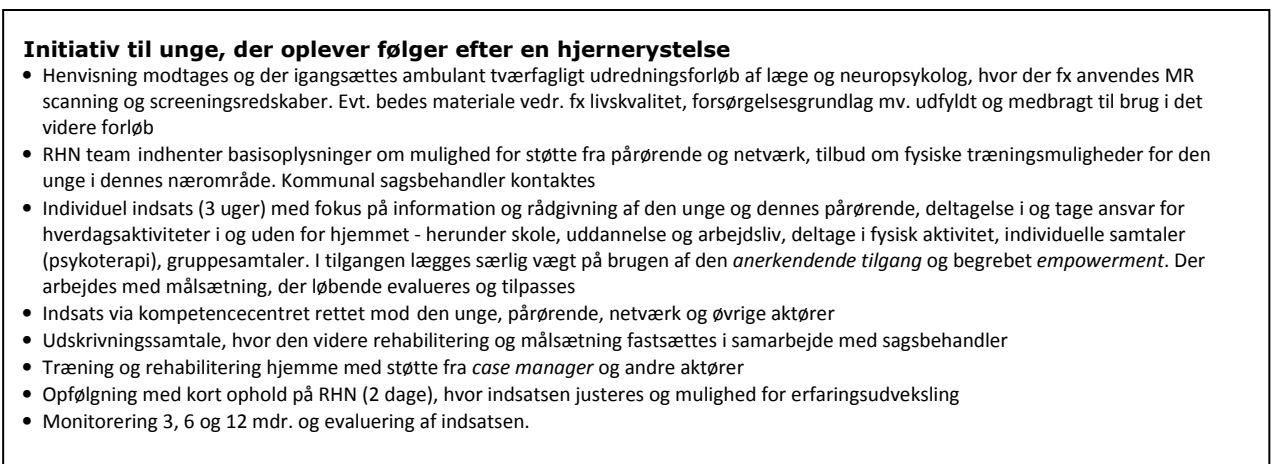 Initiativ til unge, der oplever følger efter en hjernerystelse
• Henvisning modtages og der igangsættes ambulant tværfagligt udredningsforløb af læge og neuropsykolog, hvor der fx anvendes MR
scanning og screeningsredskaber. Evt. bedes materiale vedr. fx livskvalitet, forsørgelsesgrundlag mv. udfyldt og medbragt til brug i det
videre forløb
• RHN team indhenter basisoplysninger om mulighed for støtte fra pårørende og netværk, tilbud om fysiske træningsmuligheder for den
unge i dennes nærområde. Kommunal sagsbehandler kontaktes
• Individuel indsats (3 uger) med fokus på information og rådgivning af den unge og dennes pårørende, deltagelse i og tage ansvar for
hverdagsaktiviteter i og uden for hjemmet - herunder skole, uddannelse og arbejdsliv, deltage i fysisk aktivitet, individuelle samtaler
(psykoterapi), gruppesamtaler. I tilgangen lægges særlig vægt på brugen af den anerkendende tilgang og begrebet empowerment. Der
arbejdes med målsætning, der løbende evalueres og tilpasses
• Indsats via kompetencecentret rettet mod den unge, pårørende, netværk og øvrige aktører
• Udskrivningssamtale, hvor den videre rehabilitering og målsætning fastsættes i samarbejde med sagsbehandler
• Træning og rehabilitering hjemme med støtte fra case manager og andre aktører
• Opfølgning med kort ophold på RHN (2 dage), hvor indsatsen justeres og mulighed for erfaringsudveksling
• Monitorering 3, 6 og 12 mdr. og evaluering af indsatsen.